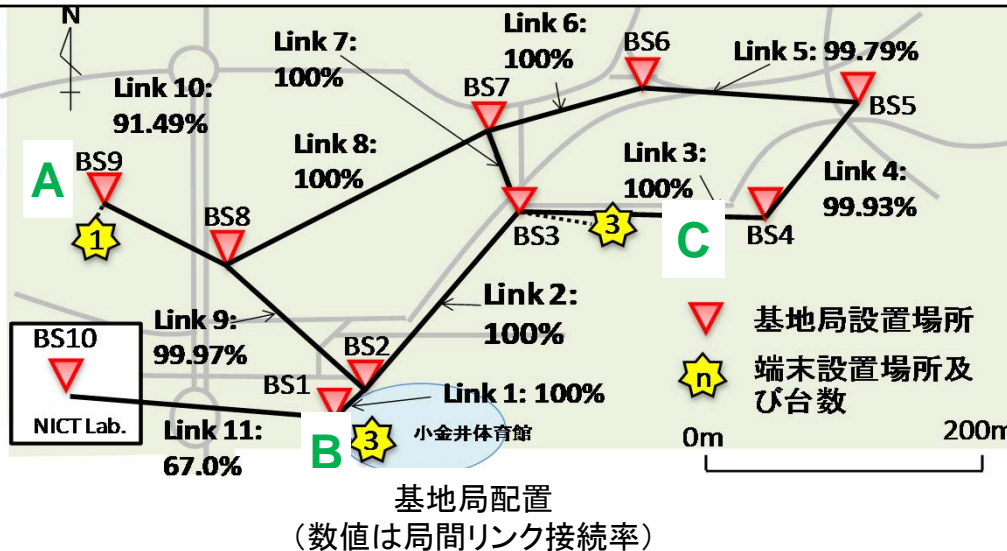 N
Link 7:
100%
Link 6:
100%
BS6
Link 5: 99.79%
Link 10:
91.49%
BS7
BS5
A
BS9
Link 8:
100%
Link 3:
100%
Link 4:
99.93%
1
BS8
BS3
3
C
BS4
Link 2:
100%
Link 9:
99.97%
BS10
NICT Lab.
BS2
BS1
Link 1: 100%
Link 11:
67.0%
B
3
小金井体育館
基地局設置場所
n
端末設置場所及
び台数
0m
200m
基地局配置
（数値は局間リンク接続率）